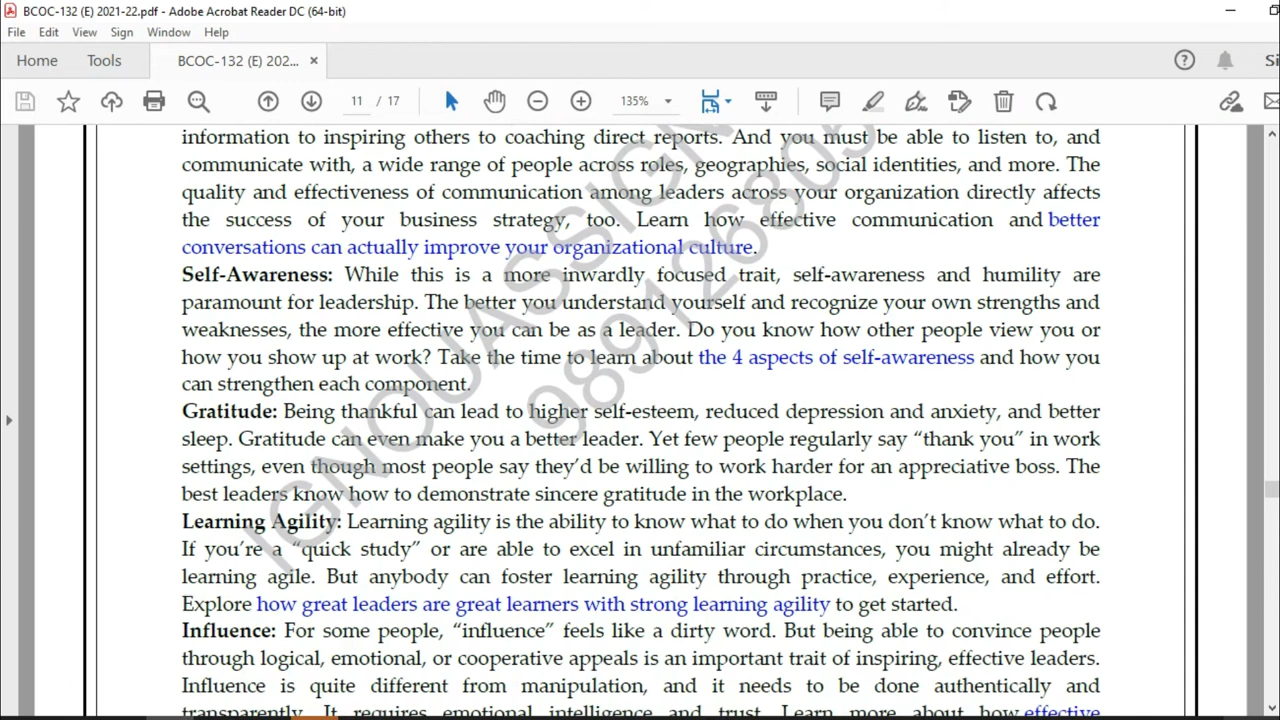 BCOC-132 (E) 2021-22.pdf - Adobe Acrobat Reader DC (64-bit)
File Edit View Sign Window Help
Home Tools BCOC-132 (E) 202... ×
11 / 17 135%
information to inspiring others to coaching direct reports. And you must be able to listen to, and
communicate with, a wide range of people across roles, geographies, social identities, and more. The
quality and effectiveness of communication among leaders across your organization directly affects
the success of your business strategy, too. Learn how effective communication and better
conversations can actually improve your organizational culture.
Self-Awareness: While this is a more inwardly focused trait, self-awareness and humility are
paramount for leadership. The better you understand yourself and recognize your own strengths and
weaknesses, the more effective you can be as a leader. Do you know how other people view you or
how you show up at work? Take the time to learn about the 4 aspects of self-awareness and how you
can strengthen each component.
Gratitude: Being thankful can lead to higher self-esteem, reduced depression and anxiety, and better
sleep. Gratitude can even make you a better leader. Yet few people regularly say “thank you” in work
settings, even though most people say they’d be willing to work harder for an appreciative boss. The
best leaders know how to demonstrate sincere gratitude in the workplace.
Learning Agility: Learning agility is the ability to know what to do when you don’t know what to do.
If you’re a “quick study” or are able to excel in unfamiliar circumstances, you might already be
learning agile. But anybody can foster learning agility through practice, experience, and effort.
Explore how great leaders are great learners with strong learning agility to get started.
Influence: For some people, “influence” feels like a dirty word. But being able to convince people
through logical, emotional, or cooperative appeals is an important trait of inspiring, effective leaders.
Influence is quite different from manipulation, and it needs to be done authentically and
transparently. It requires emotional intelligence and trust. Learn more about how effective
IGNOUASSIGN
989126805